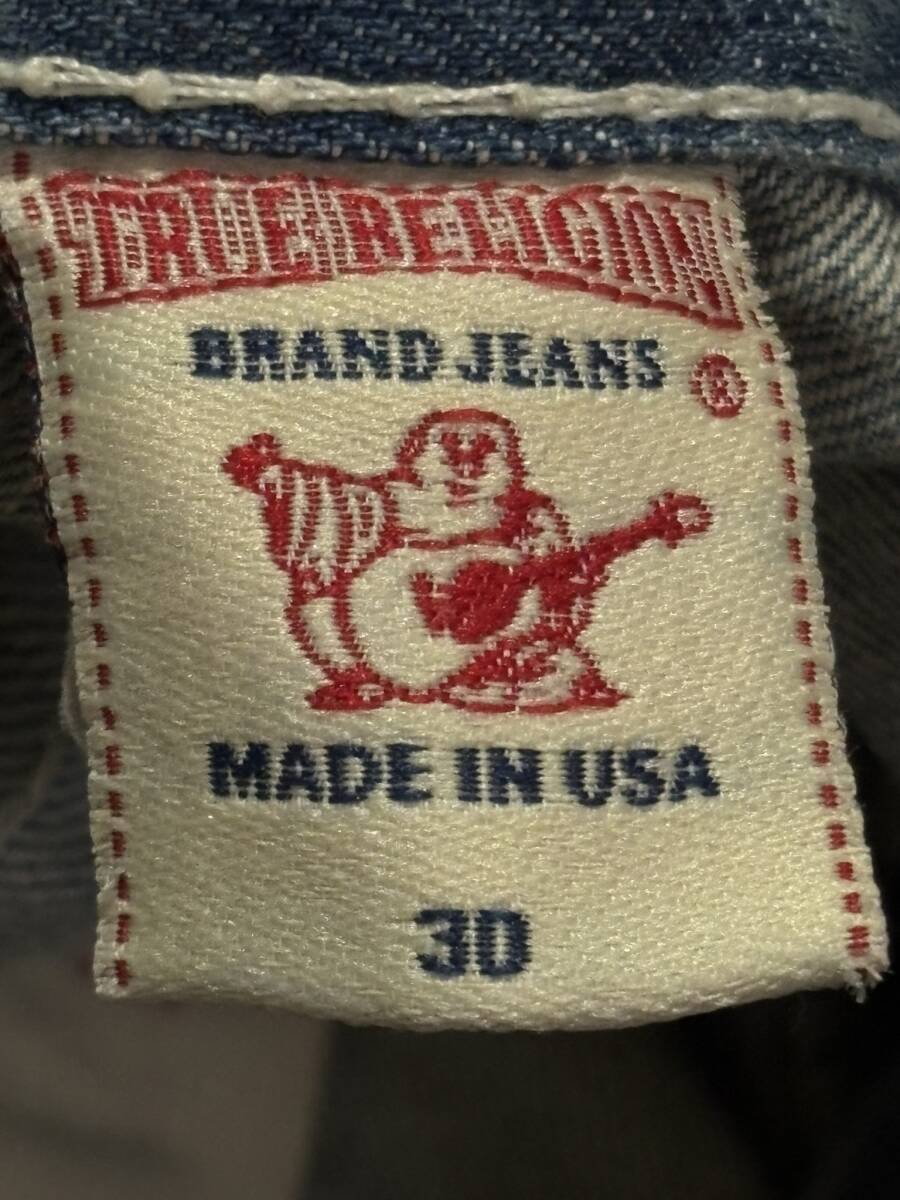 TRUE RELIGION
BRAND JEANS
®
MADE IN USA
30